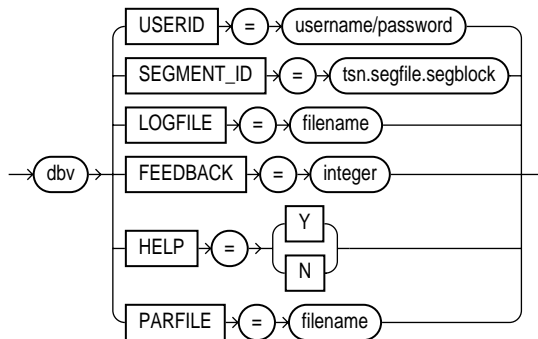 USERID = username/password
SEGMENT_ID = tsn.segfile.segblock
LOGFILE = filename
dbv FEEDBACK = integer
HELP = Y
N
PARFILE = filename